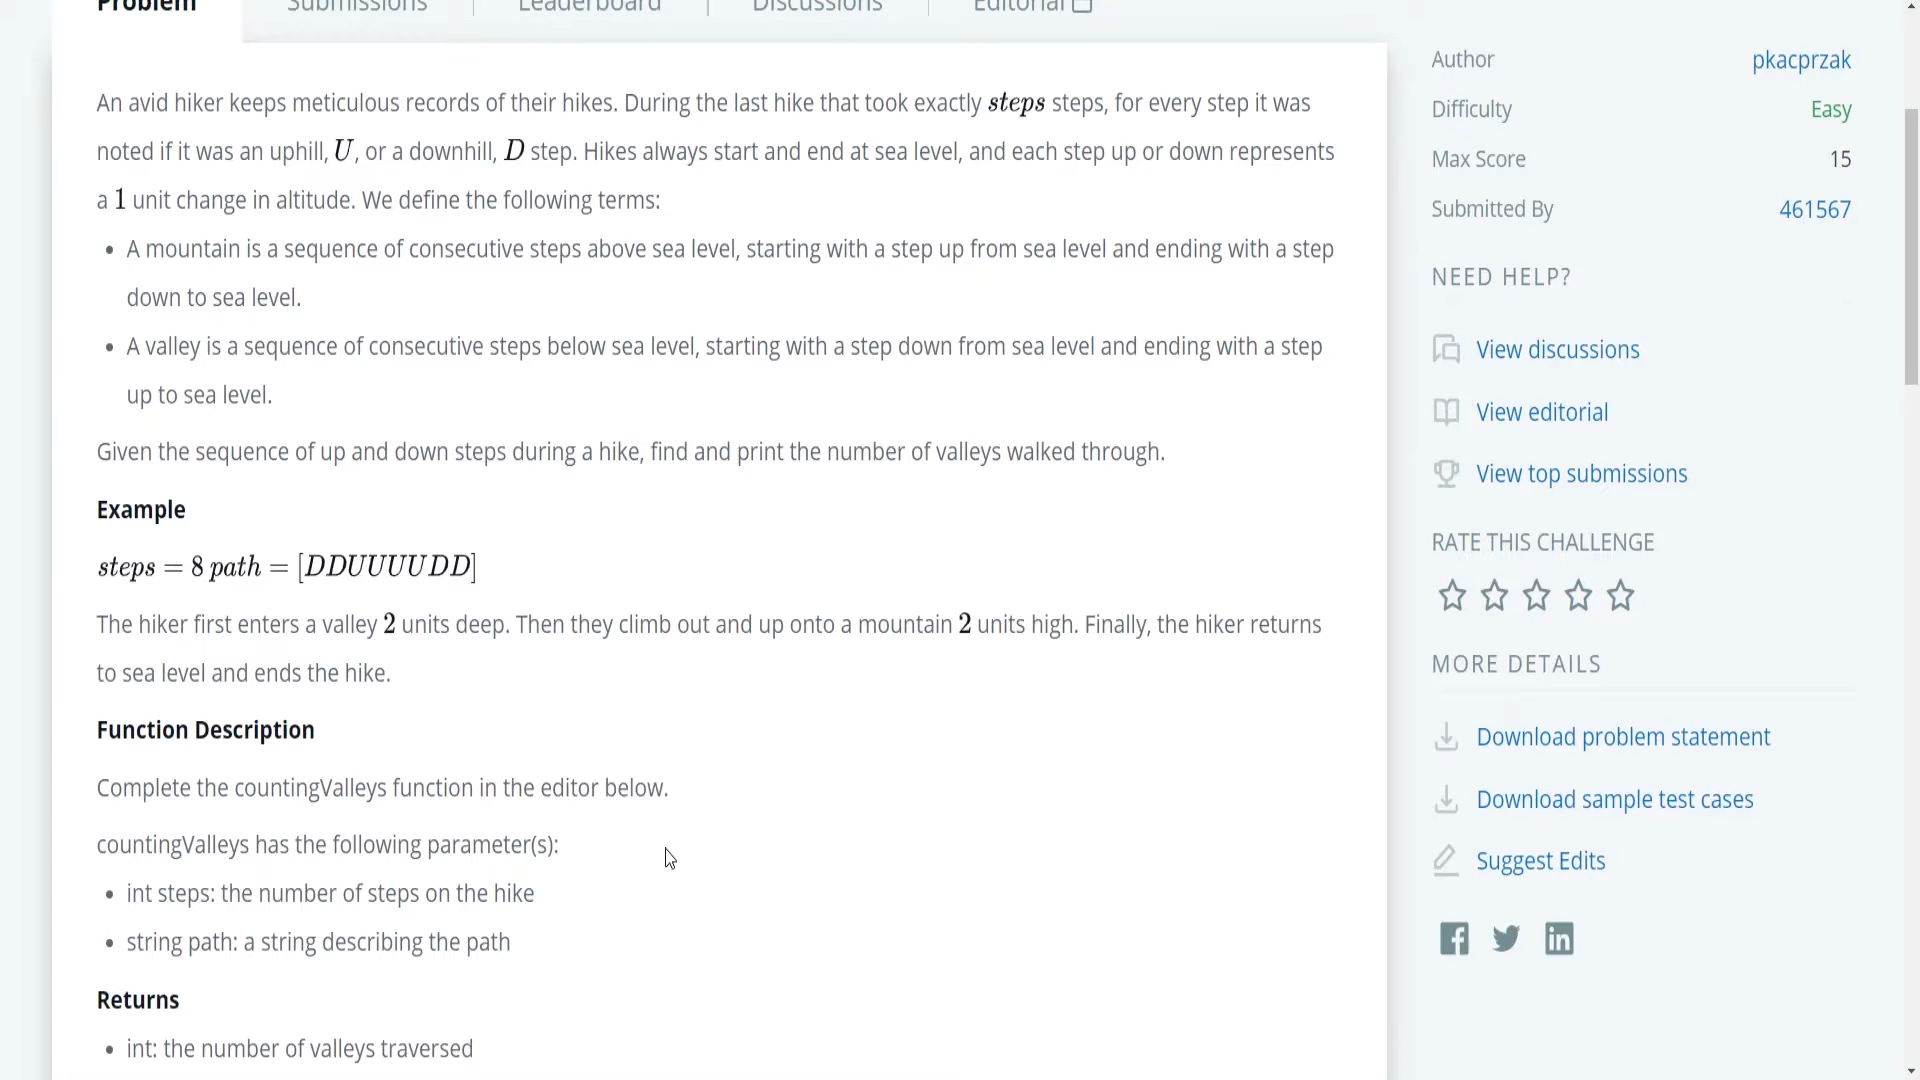 Problem
Submissions
Leaderboard
Discussions
Editorial
An avid hiker keeps meticulous records of their hikes. During the last hike that took exactly steps steps, for every step it was
noted if it was an uphill, U, or a downhill, D step. Hikes always start and end at sea level, and each step up or down represents
a 1 unit change in altitude. We define the following terms:
• A mountain is a sequence of consecutive steps above sea level, starting with a step up from sea level and ending with a step
down to sea level.
• A valley is a sequence of consecutive steps below sea level, starting with a step down from sea level and ending with a step
up to sea level.
Given the sequence of up and down steps during a hike, find and print the number of valleys walked through.
Example
steps = 8 path = [DDUUUUDD]
The hiker first enters a valley 2 units deep. Then they climb out and up onto a mountain 2 units high. Finally, the hiker returns
to sea level and ends the hike.
Function Description
Complete the countingValleys function in the editor below.
countingValleys has the following parameter(s):
• int steps: the number of steps on the hike
• string path: a string describing the path
Returns
• int: the number of valleys traversed
Author pkacprzak
Difficulty Easy
Max Score 15
Submitted By 461567
NEED HELP?
View discussions
View editorial
View top submissions
RATE THIS CHALLENGE
MORE DETAILS
Download problem statement
Download sample test cases
Suggest Edits